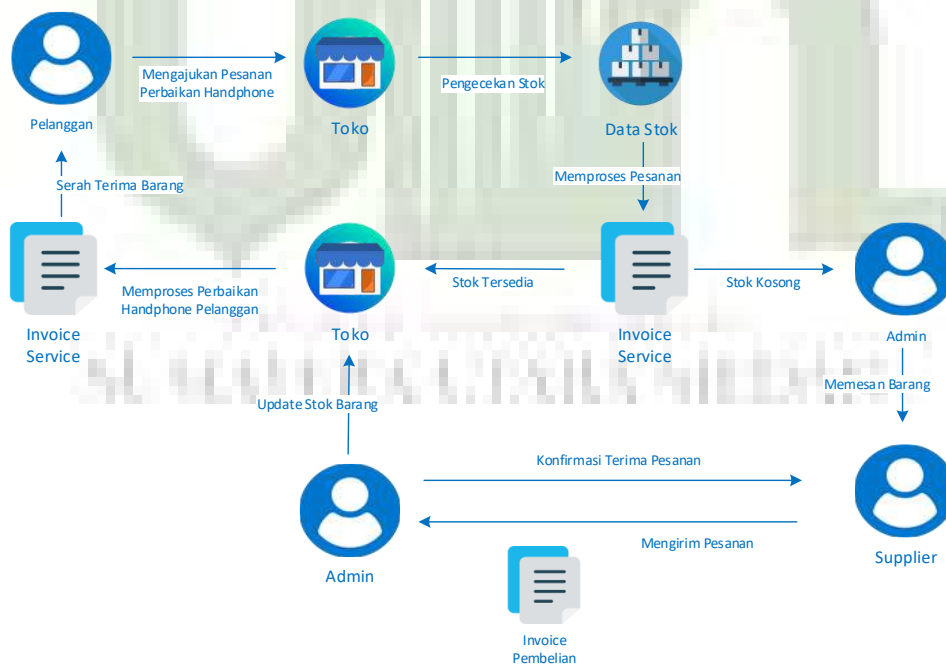 Mengajukan Pesanan
Perbaikan Handphone
Pengecekan Stok
Pelanggan
Toko
Data Stok
Memproses Pesanan
Serah Terima Barang
Stok Tersedia
Stok Kosong
Memproses Perbaikan
Handphone Pelanggan
Invoice
Service
Toko
Invoice
Service
Admin
Memesan Barang
Update Stok Barang
Konfirmasi Terima Pesanan
Mengirim Pesanan
Supplier
Admin
Invoice
Pembelian